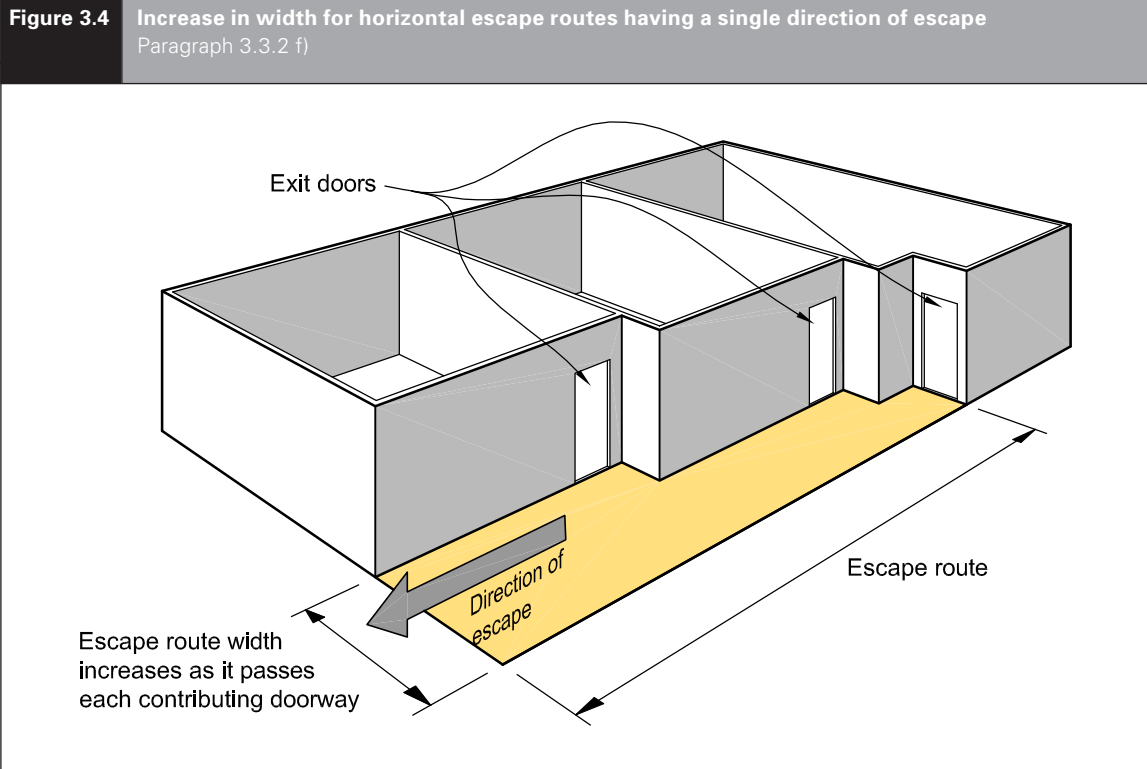 Figure 3.4
Increase in width for horizontal escape routes having a single direction of escape
Paragraph 3.3.2 f)
Exit doors
Direction of
escape
Escape route
Escape route width
increases as it passes
each contributing doorway